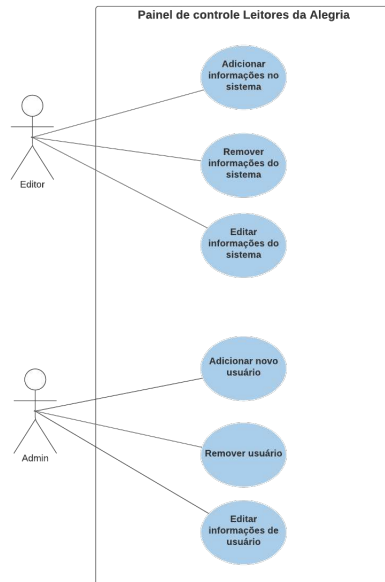 Painel de controle Leitores da Alegria
Adicionar
informações no
sistema
Remover
informações do
sistema
Editor
Editar
informações do
sistema
Adicionar novo
usuário
Admin
Remover usuário
Editar
informações de
usuário